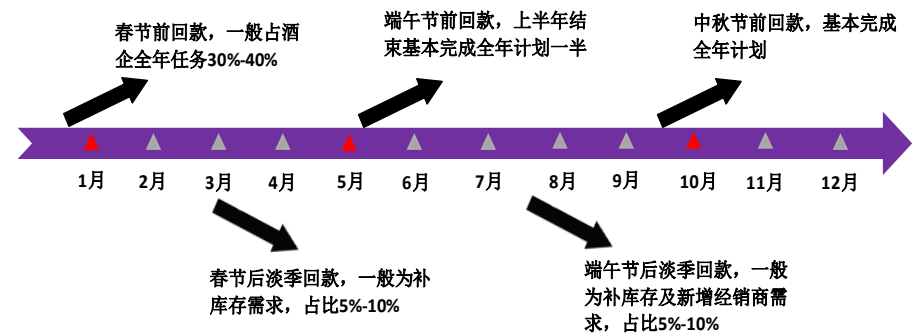 春节前回款，一般占酒
企全年任务30%-40%
端午节前回款，上半年结
束基本完成全年计划一半
中秋节前回款，基本完成
全年计划
1月 2月 3月 4月 5月 6月 7月 8月 9月 10月 11月 12月
春节后淡季回款，一般为补
库存需求，占比5%-10%
端午节后淡季回款，一般
为补库存及新增经销商需
求，占比5%-10%